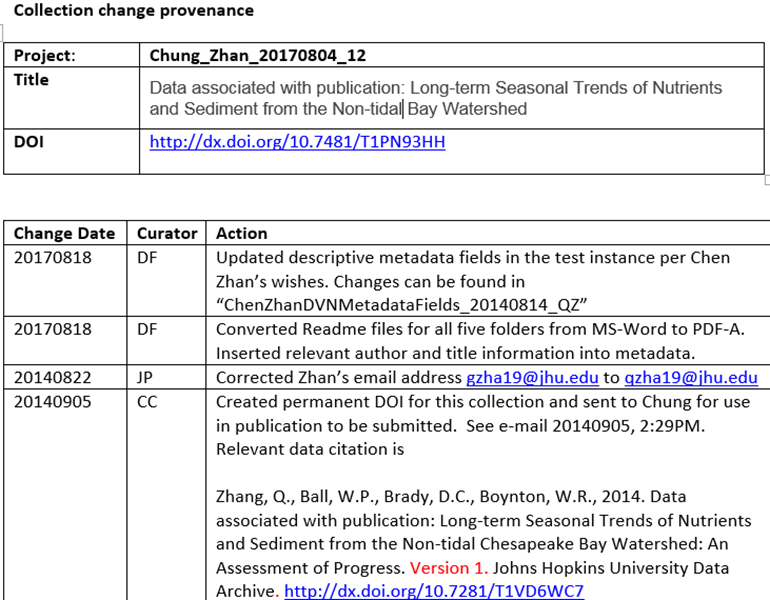 Collection change provenance
Project: Chung_Zhan_20170804_12
Title Data associated with publication: Long-term Seasonal Trends of Nutrients
and Sediment from the Non-tidal Bay Watershed
DOI http://dx.doi.org/10.7481/T1PN93HH
Change Date Curator Action
20170818 DF Updated descriptive metadata fields in the test instance per Chen
Zhan's wishes. Changes can be found in
“ChenZhanDVNMetadataFields_20140814_QZ”
20170818 DF Converted Readme files for all five folders from MS-Word to PDF-A.
Inserted relevant author and title information into metadata.
20140822 JP Corrected Zhan's email address gzha19@jhu.edu to qzha19@jhu.edu
20140905 CC Created permanent DOI for this collection and sent to Chung for use
in publication to be submitted. See e-mail 20140905, 2:29PM.
Relevant data citation is
Zhang, Q., Ball, W.P., Brady, D.C., Boynton, W.R., 2014. Data
associated with publication: Long-term Seasonal Trends of Nutrients
and Sediment from the Non-tidal Chesapeake Bay Watershed: An
Assessment of Progress. Version 1. Johns Hopkins University Data
Archive. http://dx.doi.org/10.7281/T1VD6WC7